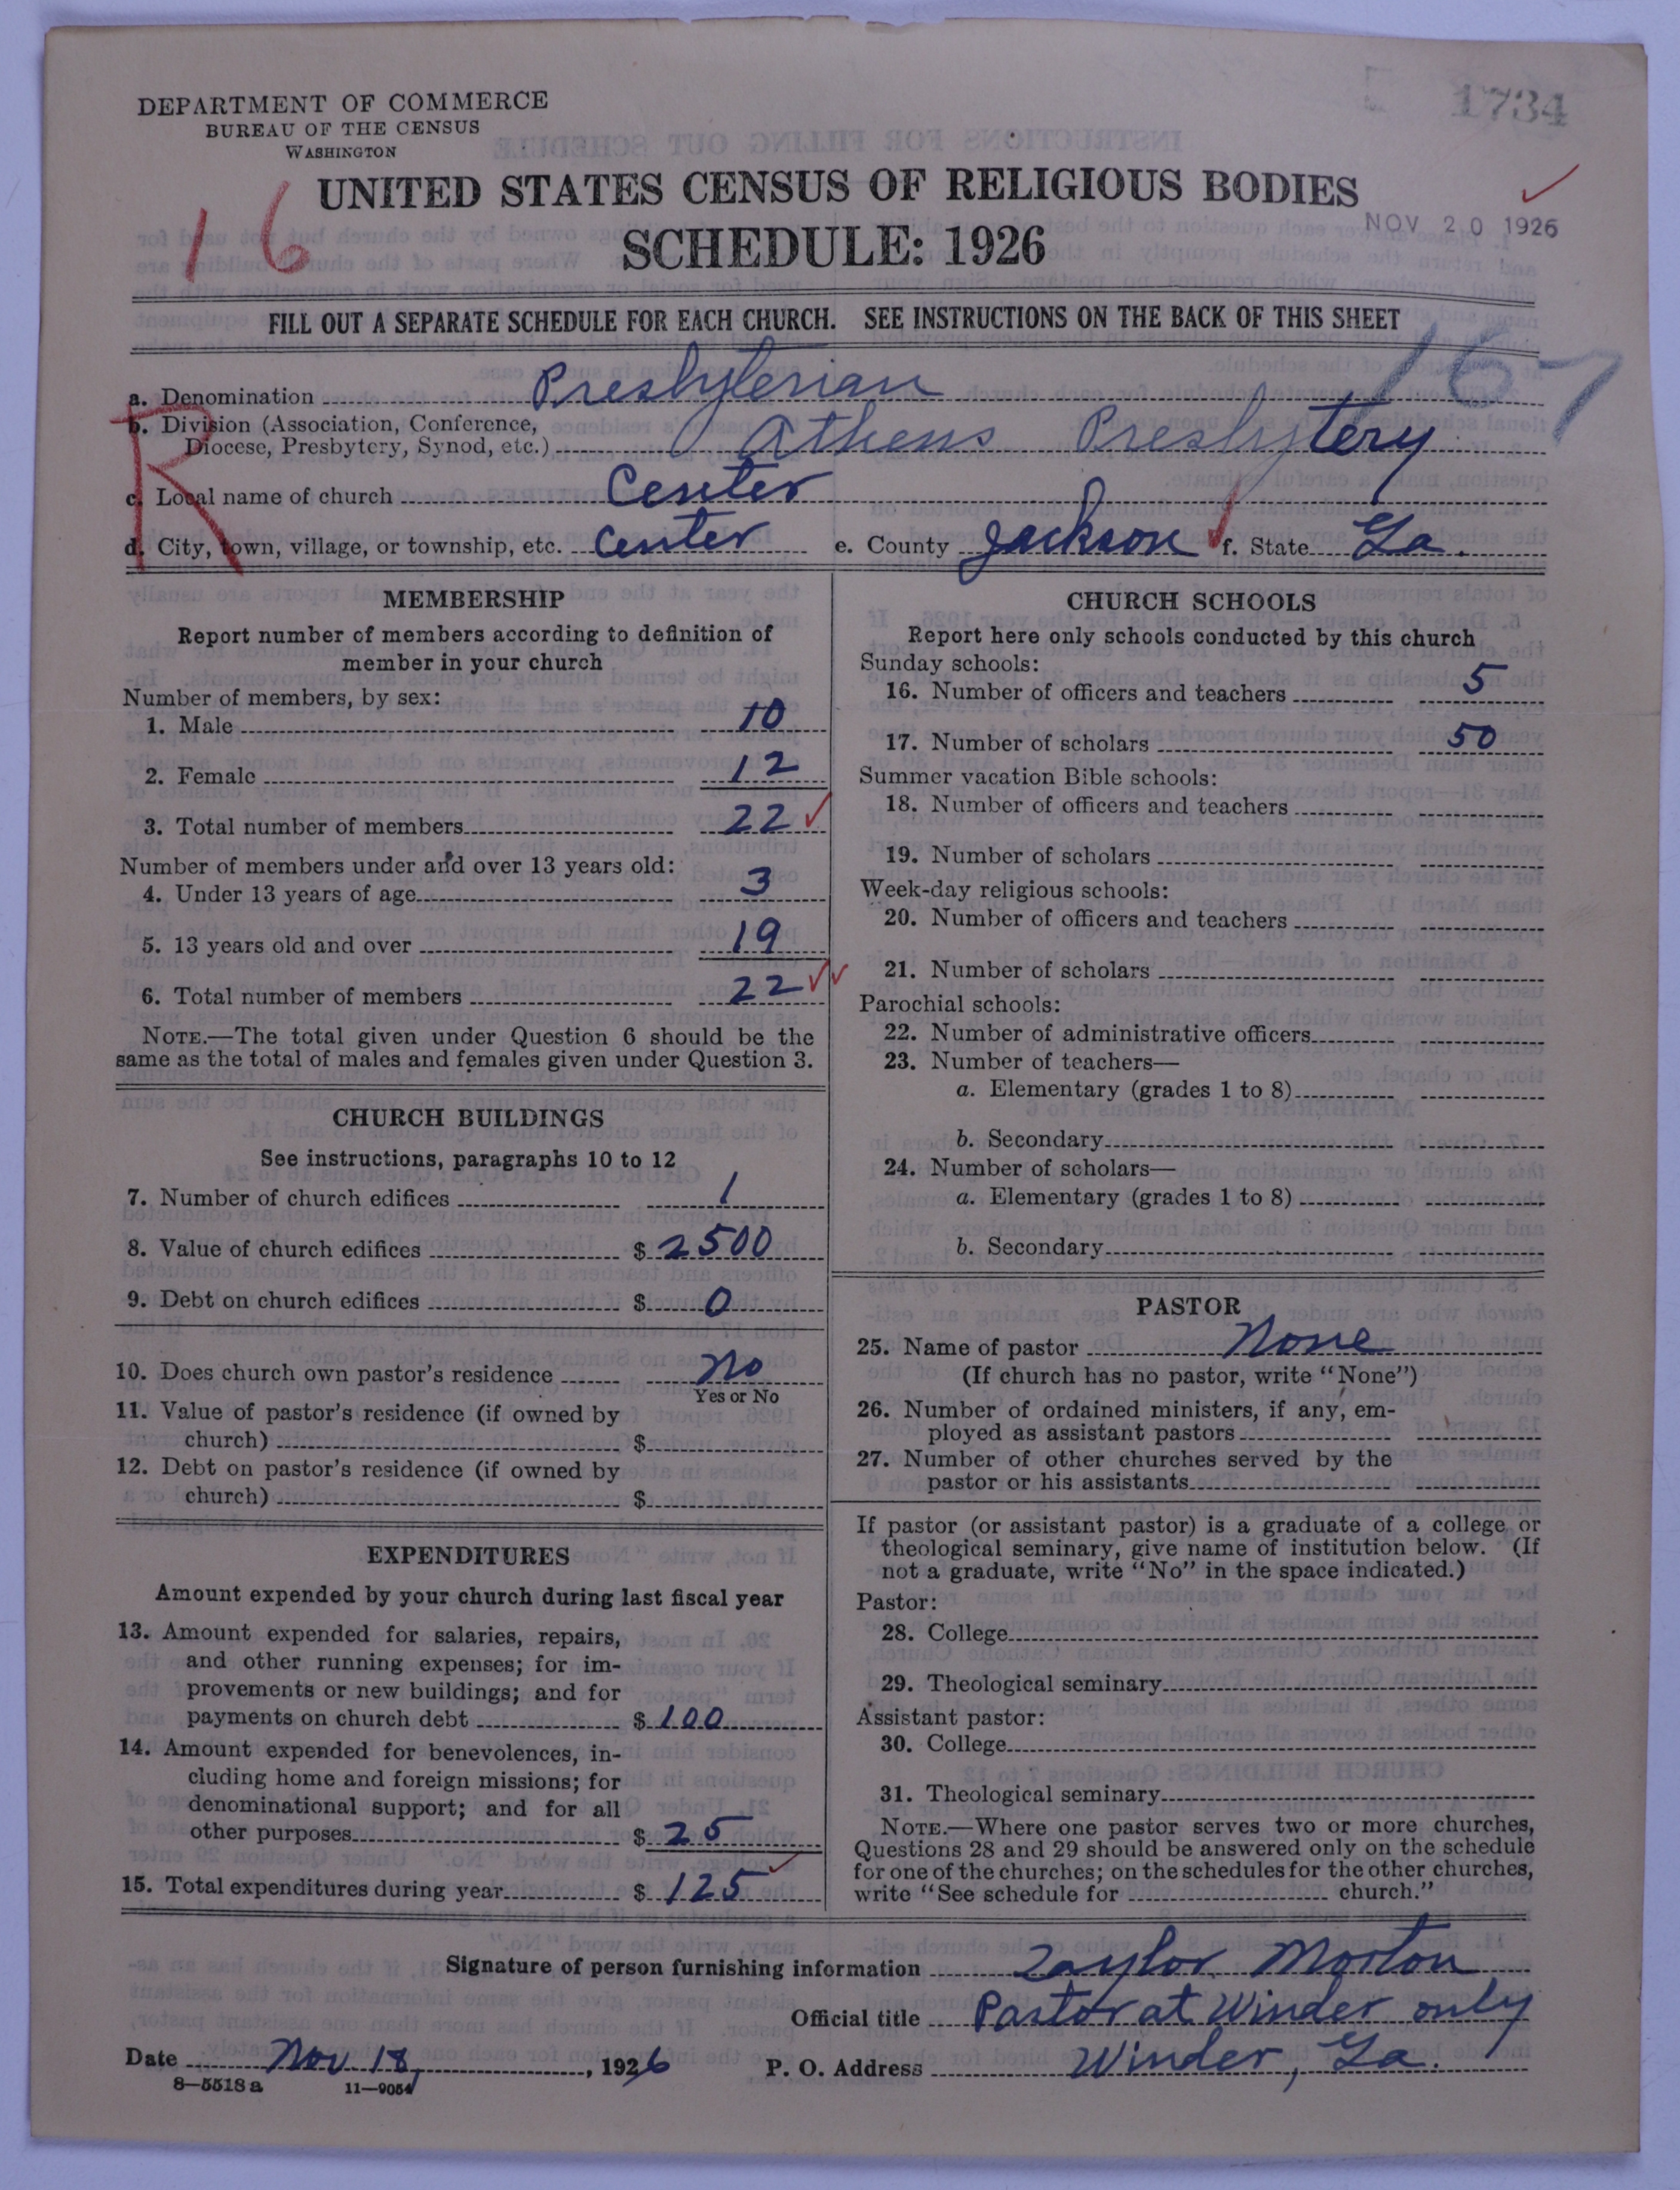 1734
DEPARTMENT OF COMMERCE
BUREAU OF THE CENSUS
WASHINGTON
UNITED STATES CENSUS OF RELIGIOUS BODIES
NOV 20 1926
16
SCHEDULE: 1926
FILL OUT A SEPARATE SCHEDULE FOR EACH CHURCH. SEE INSTRUCTIONS ON THE BACK OF THIS SHEET
167
R
a. Denomination Presbyterian
b. Division (Association, Conference,
Diocese, Presbytery, Synod, etc.) Athens Presbytery
c. Local name of church Center
d. City, town, village, or township, etc. Center e. County Jackson f. State Ga.
MEMBERSHIP
Report number of members according to definition of
member in your church
Number of members, by sex:
1. Male 10
2. Female 12
3. Total number of members 22
Number of members under and over 13 years old:
4. Under 13 years of age 3
5. 13 years old and over 19
6. Total number of members 22
NOTE.—The total given under Question 6 should be the
same as the total of males and females given under Question 3.
CHURCH BUILDINGS
See instructions, paragraphs 10 to 12
7. Number of church edifices 1
8. Value of church edifices $ 2500
9. Debt on church edifices $ 0
10. Does church own pastor's residence No
Yes or No
11. Value of pastor's residence (if owned by
church) $
12. Debt on pastor's residence (if owned by
church) $
EXPENDITURES
Amount expended by your church during last fiscal year
13. Amount expended for salaries, repairs,
and other running expenses; for im-
provements or new buildings; and for
payments on church debt $ 100
14. Amount expended for benevolences, in-
cluding home and foreign missions; for
denominational support; and for all
other purposes $ 25
15. Total expenditures during year $ 125
CHURCH SCHOOLS
Report here only schools conducted by this church
Sunday schools:
16. Number of officers and teachers 5
17. Number of scholars 50
Summer vacation Bible schools:
18. Number of officers and teachers
19. Number of scholars
Week-day religious schools:
20. Number of officers and teachers
21. Number of scholars
Parochial schools:
22. Number of administrative officers
23. Number of teachers—
a. Elementary (grades 1 to 8)
b. Secondary
24. Number of scholars—
a. Elementary (grades 1 to 8)
b. Secondary
PASTOR
25. Name of pastor None
(If church has no pastor, write "None")
26. Number of ordained ministers, if any, em-
ployed as assistant pastors
27. Number of other churches served by the
pastor or his assistants
If pastor (or assistant pastor) is a graduate of a college or
theological seminary, give name of institution below. (If
not a graduate, write "No" in the space indicated.)
Pastor:
28. College
29. Theological seminary
Assistant pastor:
30. College
31. Theological seminary
NOTE.—Where one pastor serves two or more churches,
Questions 28 and 29 should be answered only on the schedule
for one of the churches; on the schedules for the other churches,
write "See schedule for church."
Signature of person furnishing information Taylor Morton
Official title Pastor at Winder only
Date Nov 18, 1926 P. O. Address Winder, Ga.
8—5518a 11—9054